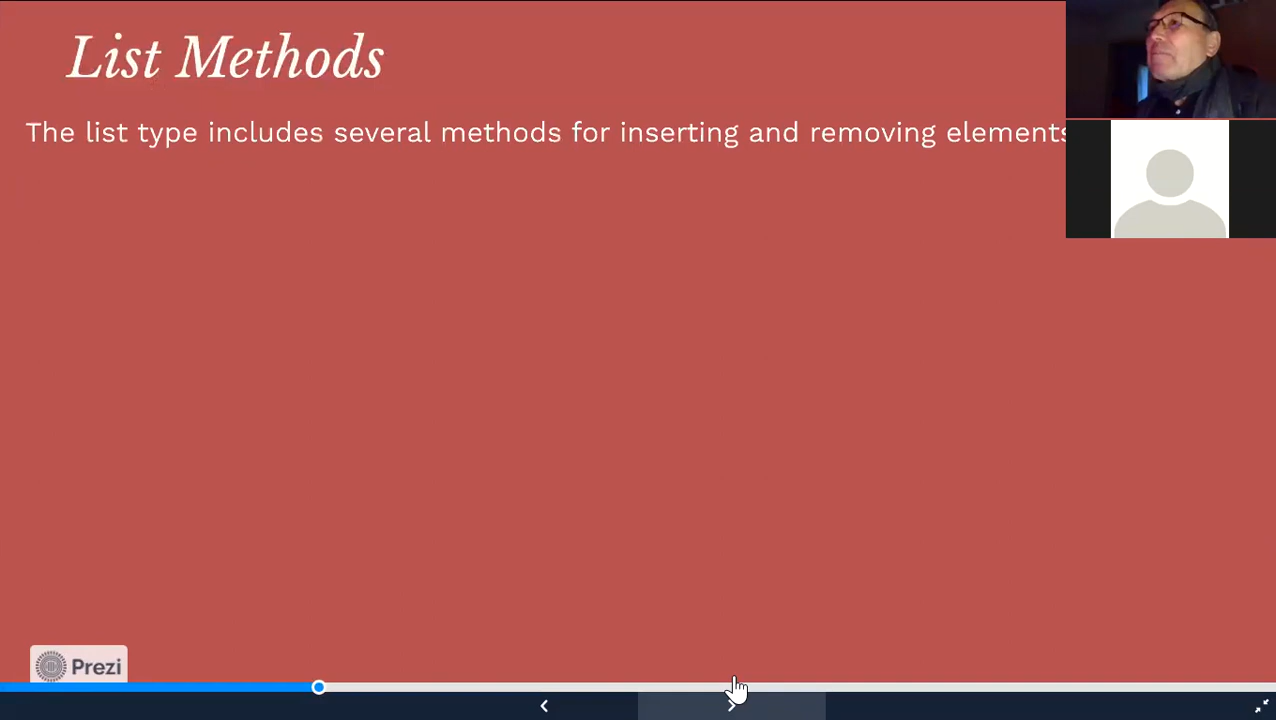 List Methods
The list type includes several methods for inserting and removing elements
Prezi